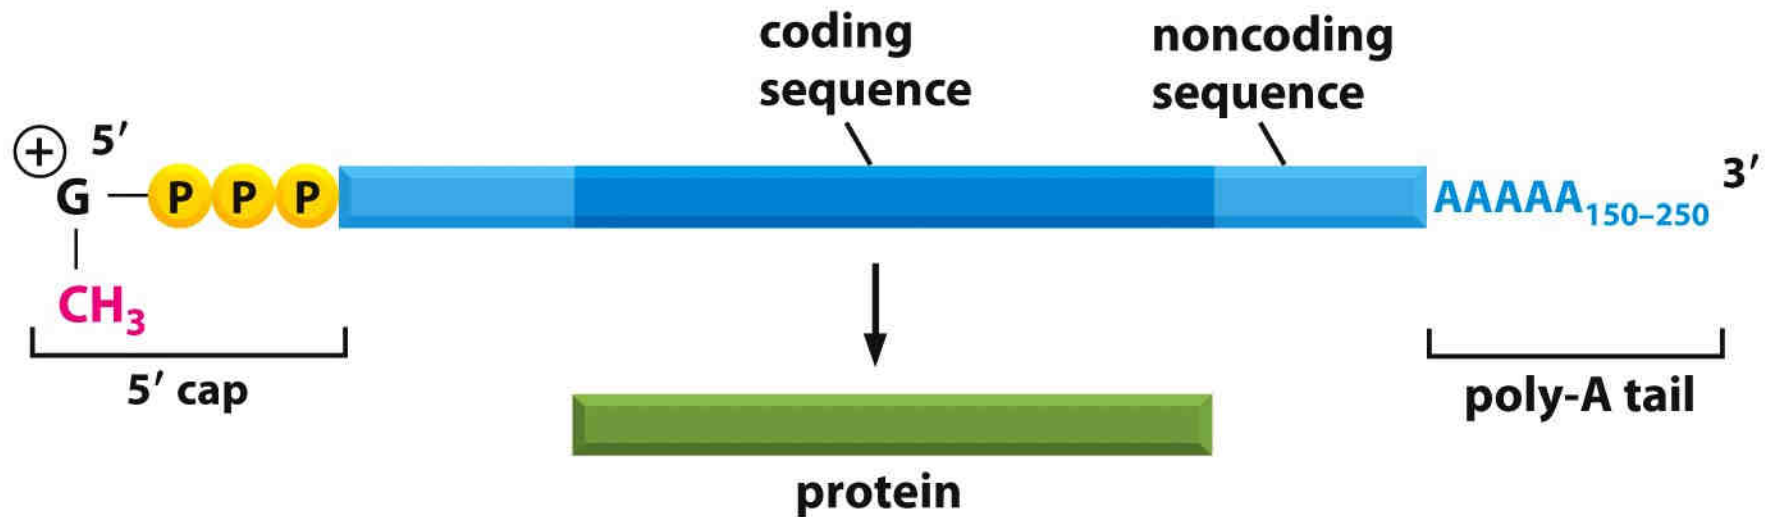 coding
sequence
noncoding
sequence
+
5′
G
P P P
AAAAA150–250
3′
CH3
5′ cap
poly-A tail
protein